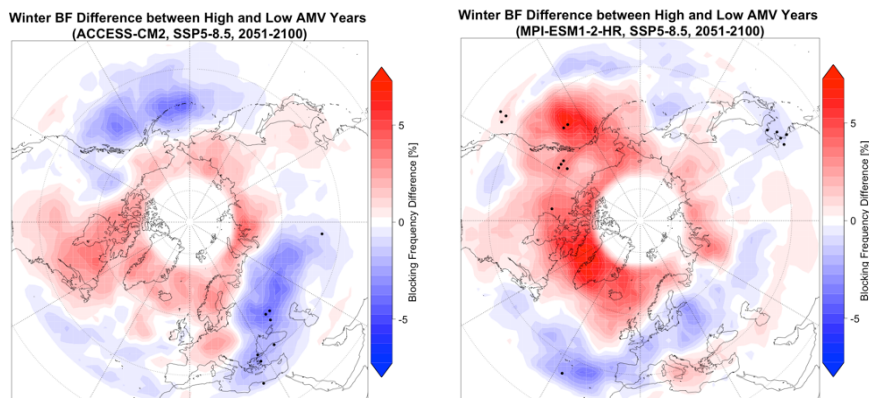 Winter BF Difference between High and Low AMV Years
(ACCESS-CM2, SSP5-8.5, 2051-2100)
5
0
-5
Blocking Frequency Difference [%]
Winter BF Difference between High and Low AMV Years
(MPI-ESM1-2-HR, SSP5-8.5, 2051-2100)
5
0
-5
Blocking Frequency Difference [%]